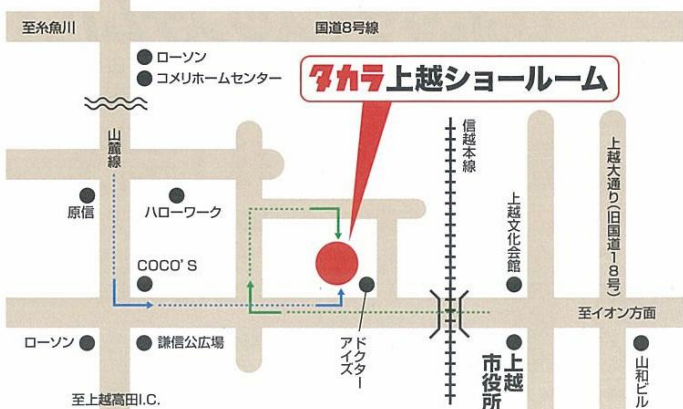 至糸魚川
国道8号線
ローソン
コメリホームセンター
タカラ上越ショールーム
山麓線
信越本線
上越大通り(旧国道18号)
原信
ハローワーク
上越文化会館
COCO'S
至イオン方面
ローソン
謙信公広場
ドクター
アイズ
上越
市役所
山和ビル
至上越高田I.C.